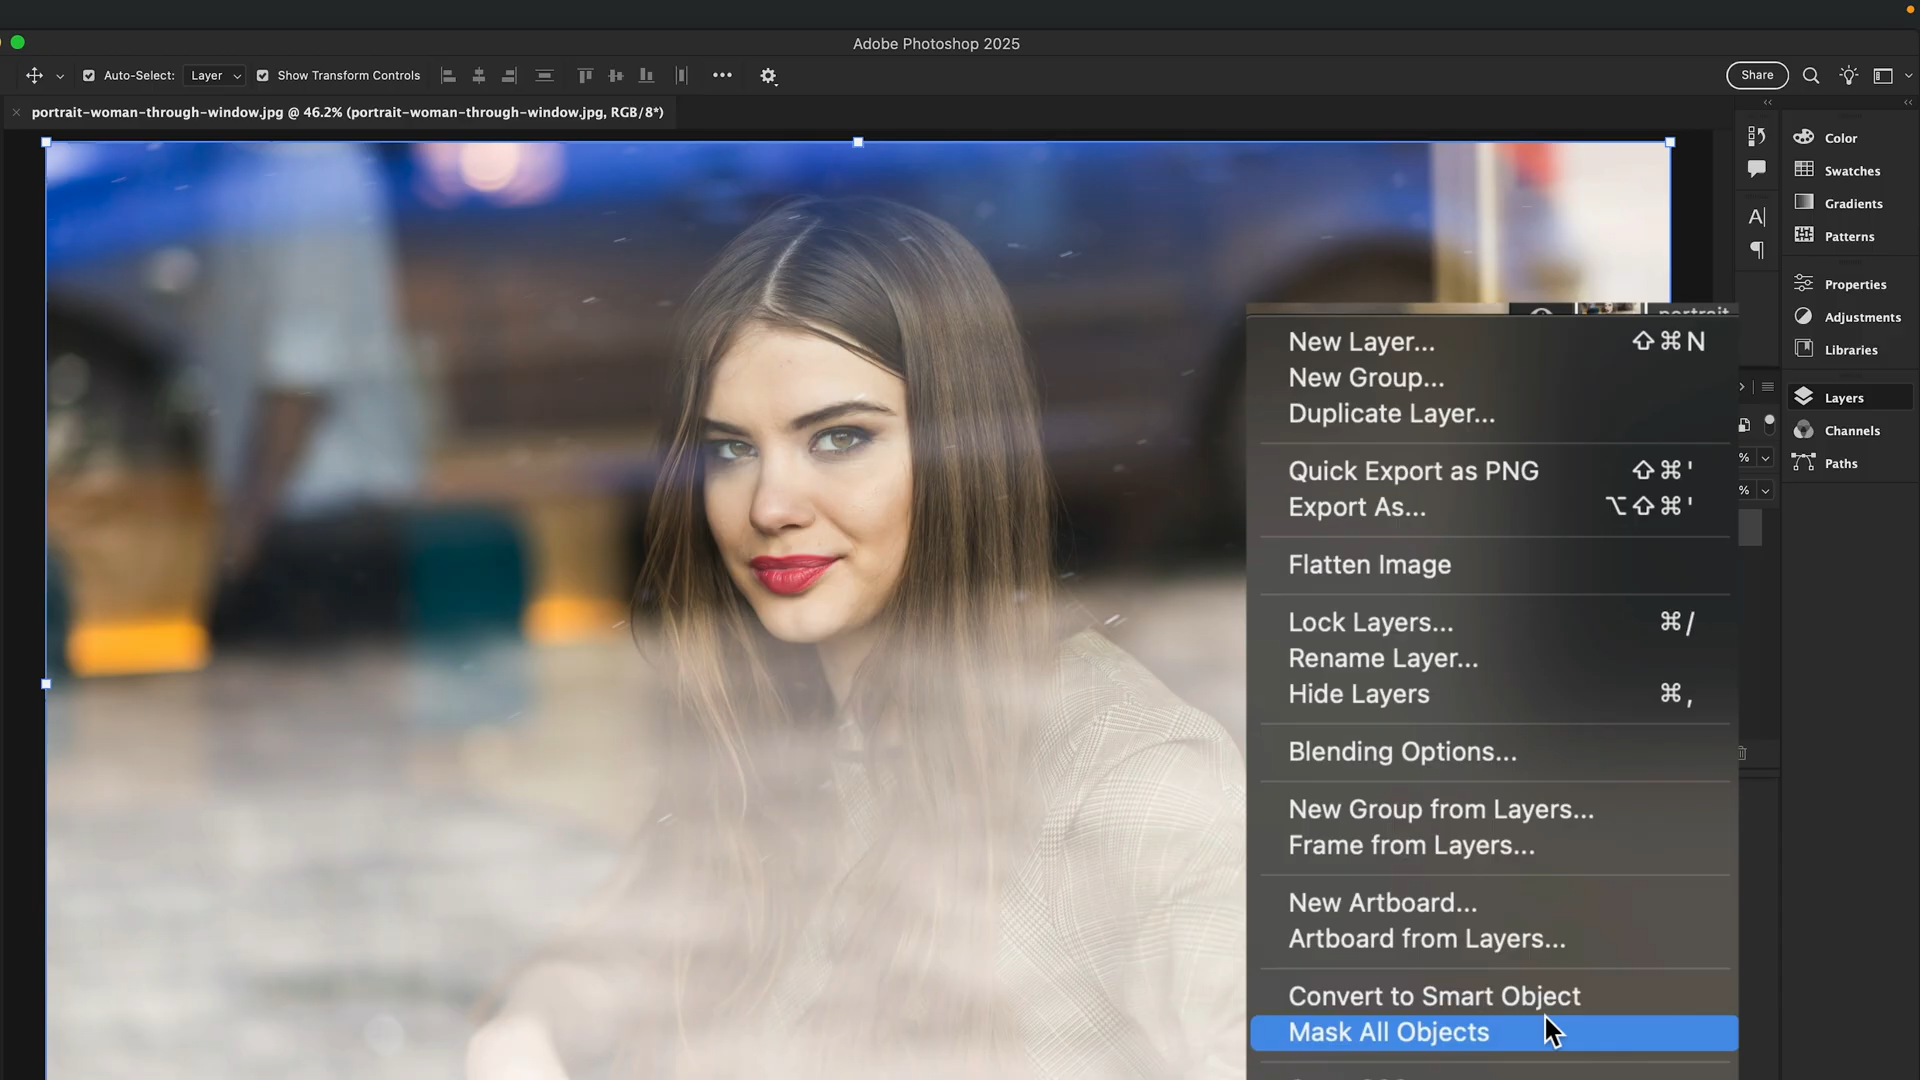 Adobe Photoshop 2025
Auto-Select: Layer Show Transform Controls
Share
portrait-woman-through-window.jpg @ 46.2% (portrait-woman-through-window.jpg, RGB/8*)
Color
Swatches
Gradients
Patterns
Properties
Adjustments
Libraries
Layers
Channels
Paths
portrait
New Layer... ⇧⌘N
New Group...
Duplicate Layer...
Quick Export as PNG ⇧⌘'
Export As... ⌥⇧⌘'
Flatten Image
Lock Layers... ⌘/
Rename Layer...
Hide Layers ⌘,
Blending Options...
New Group from Layers...
Frame from Layers...
New Artboard...
Artboard from Layers...
Convert to Smart Object
Mask All Objects
%
%